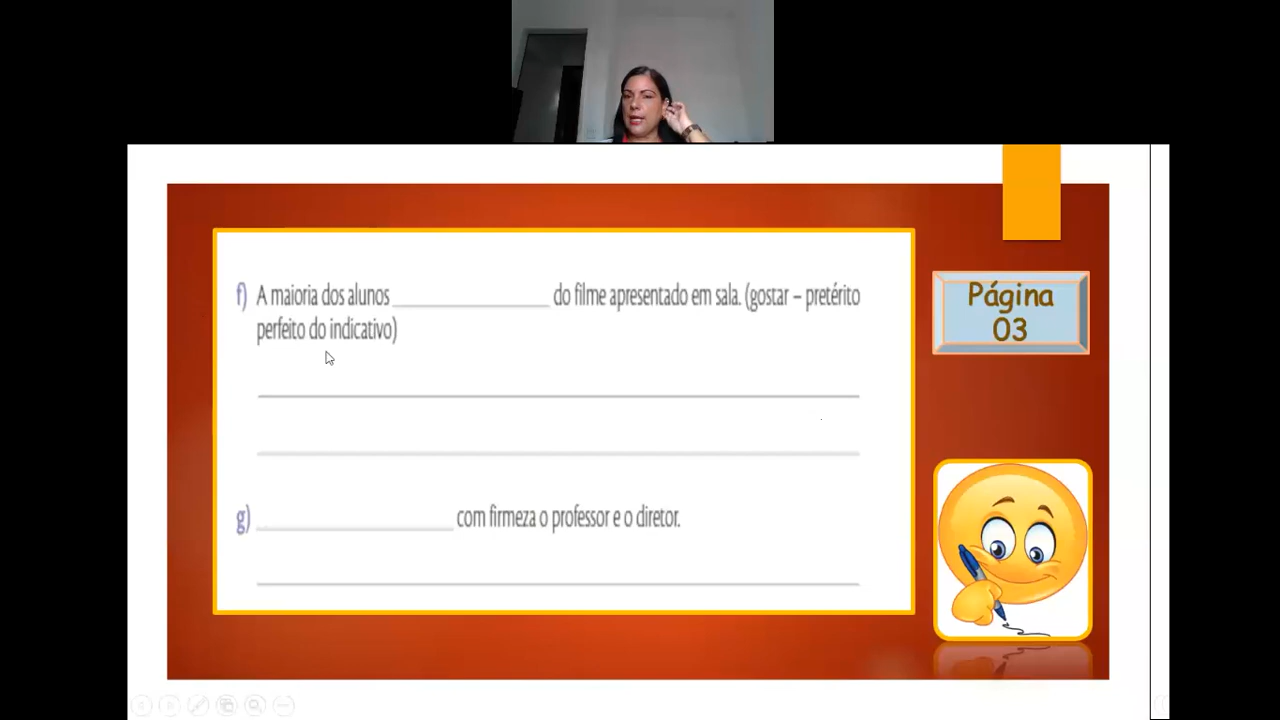 f) A maioria dos alunos ________________ do filme apresentado em sala. (gostar – pretérito
perfeito do indicativo)
g) ____________________ com firmeza o professor e o diretor.
Página
03